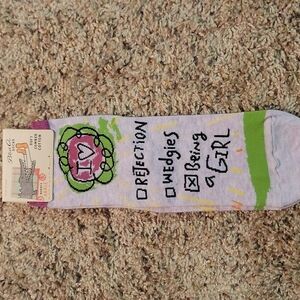 I ♡
☐ REJECTION
☐ Wedgies
☒ Being
a GIRL